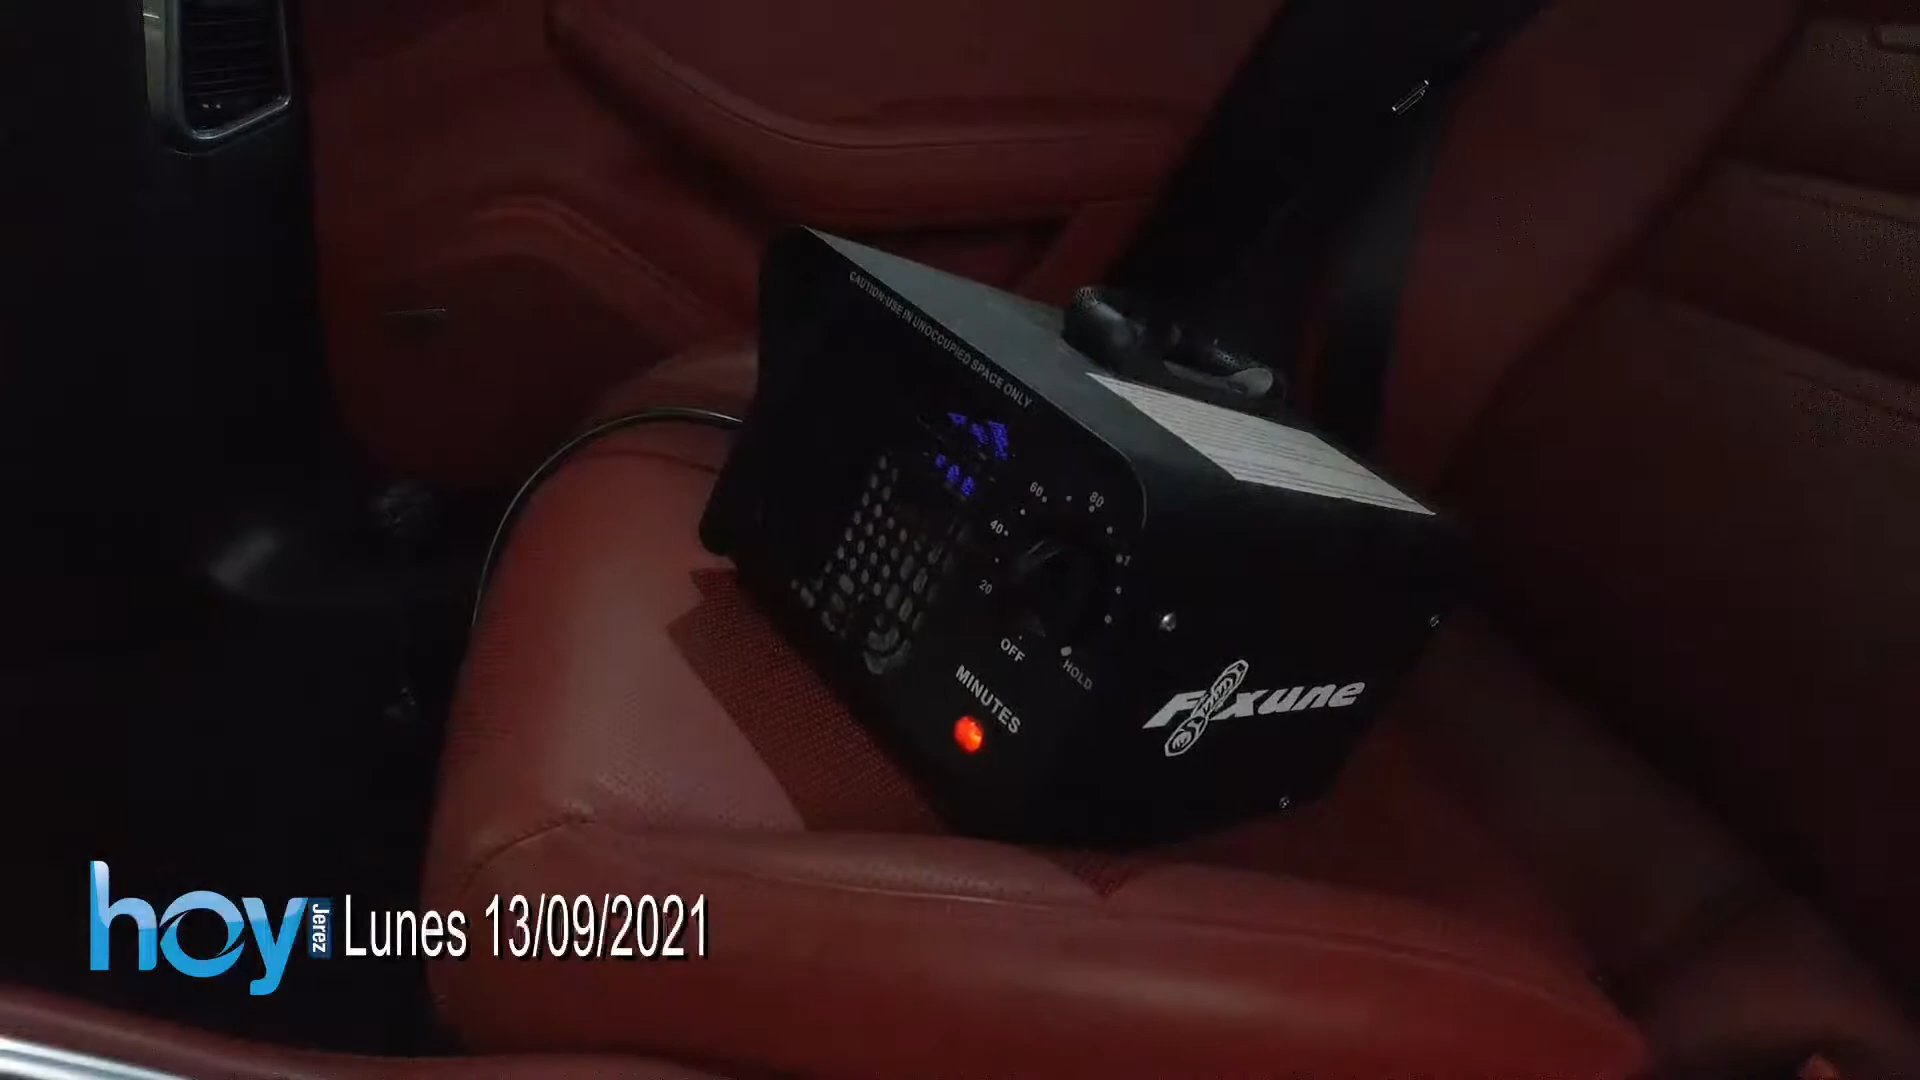 CAUTION:USE IN UNOCCUPIED SPACE ONLY
60
80
40
20
OFF
HOLD
MINUTES
hoy
Jerez
Lunes 13/09/2021